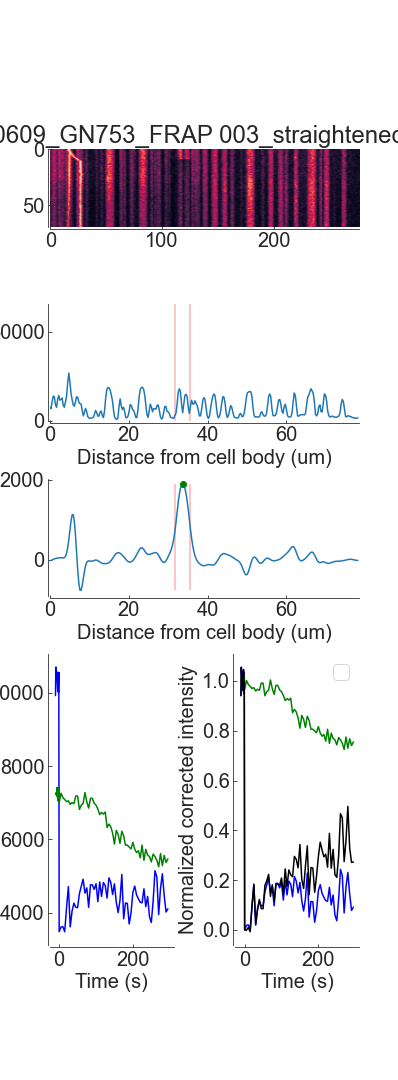 0609_GN753_FRAP 003_straightened
0
50
0 100 200
0000
0
0 20 40 60
Distance from cell body (um)
2000
0
0 20 40 60
Distance from cell body (um)
0000
8000
6000
4000
0 200
Time (s)
Normalized corrected intensity
1.0
0.8
0.6
0.4
0.2
0.0
0 200
Time (s)